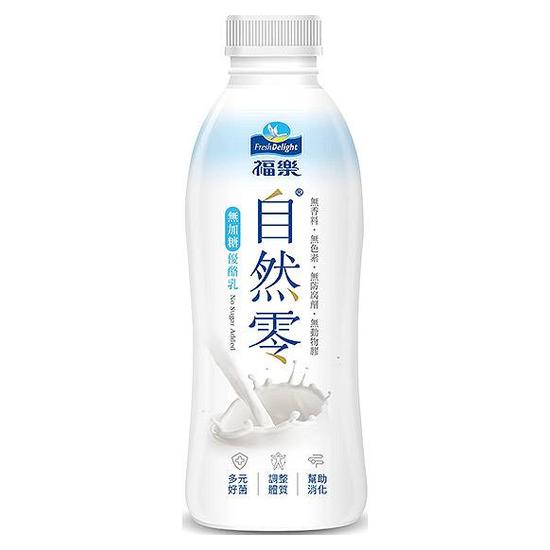 FreshDelight
福樂
自然零®
無加糖優酪乳
No Sugar Added
無香料·無色素·無防腐劑·無動物膠
多元
好菌
調整
體質
幫助
消化